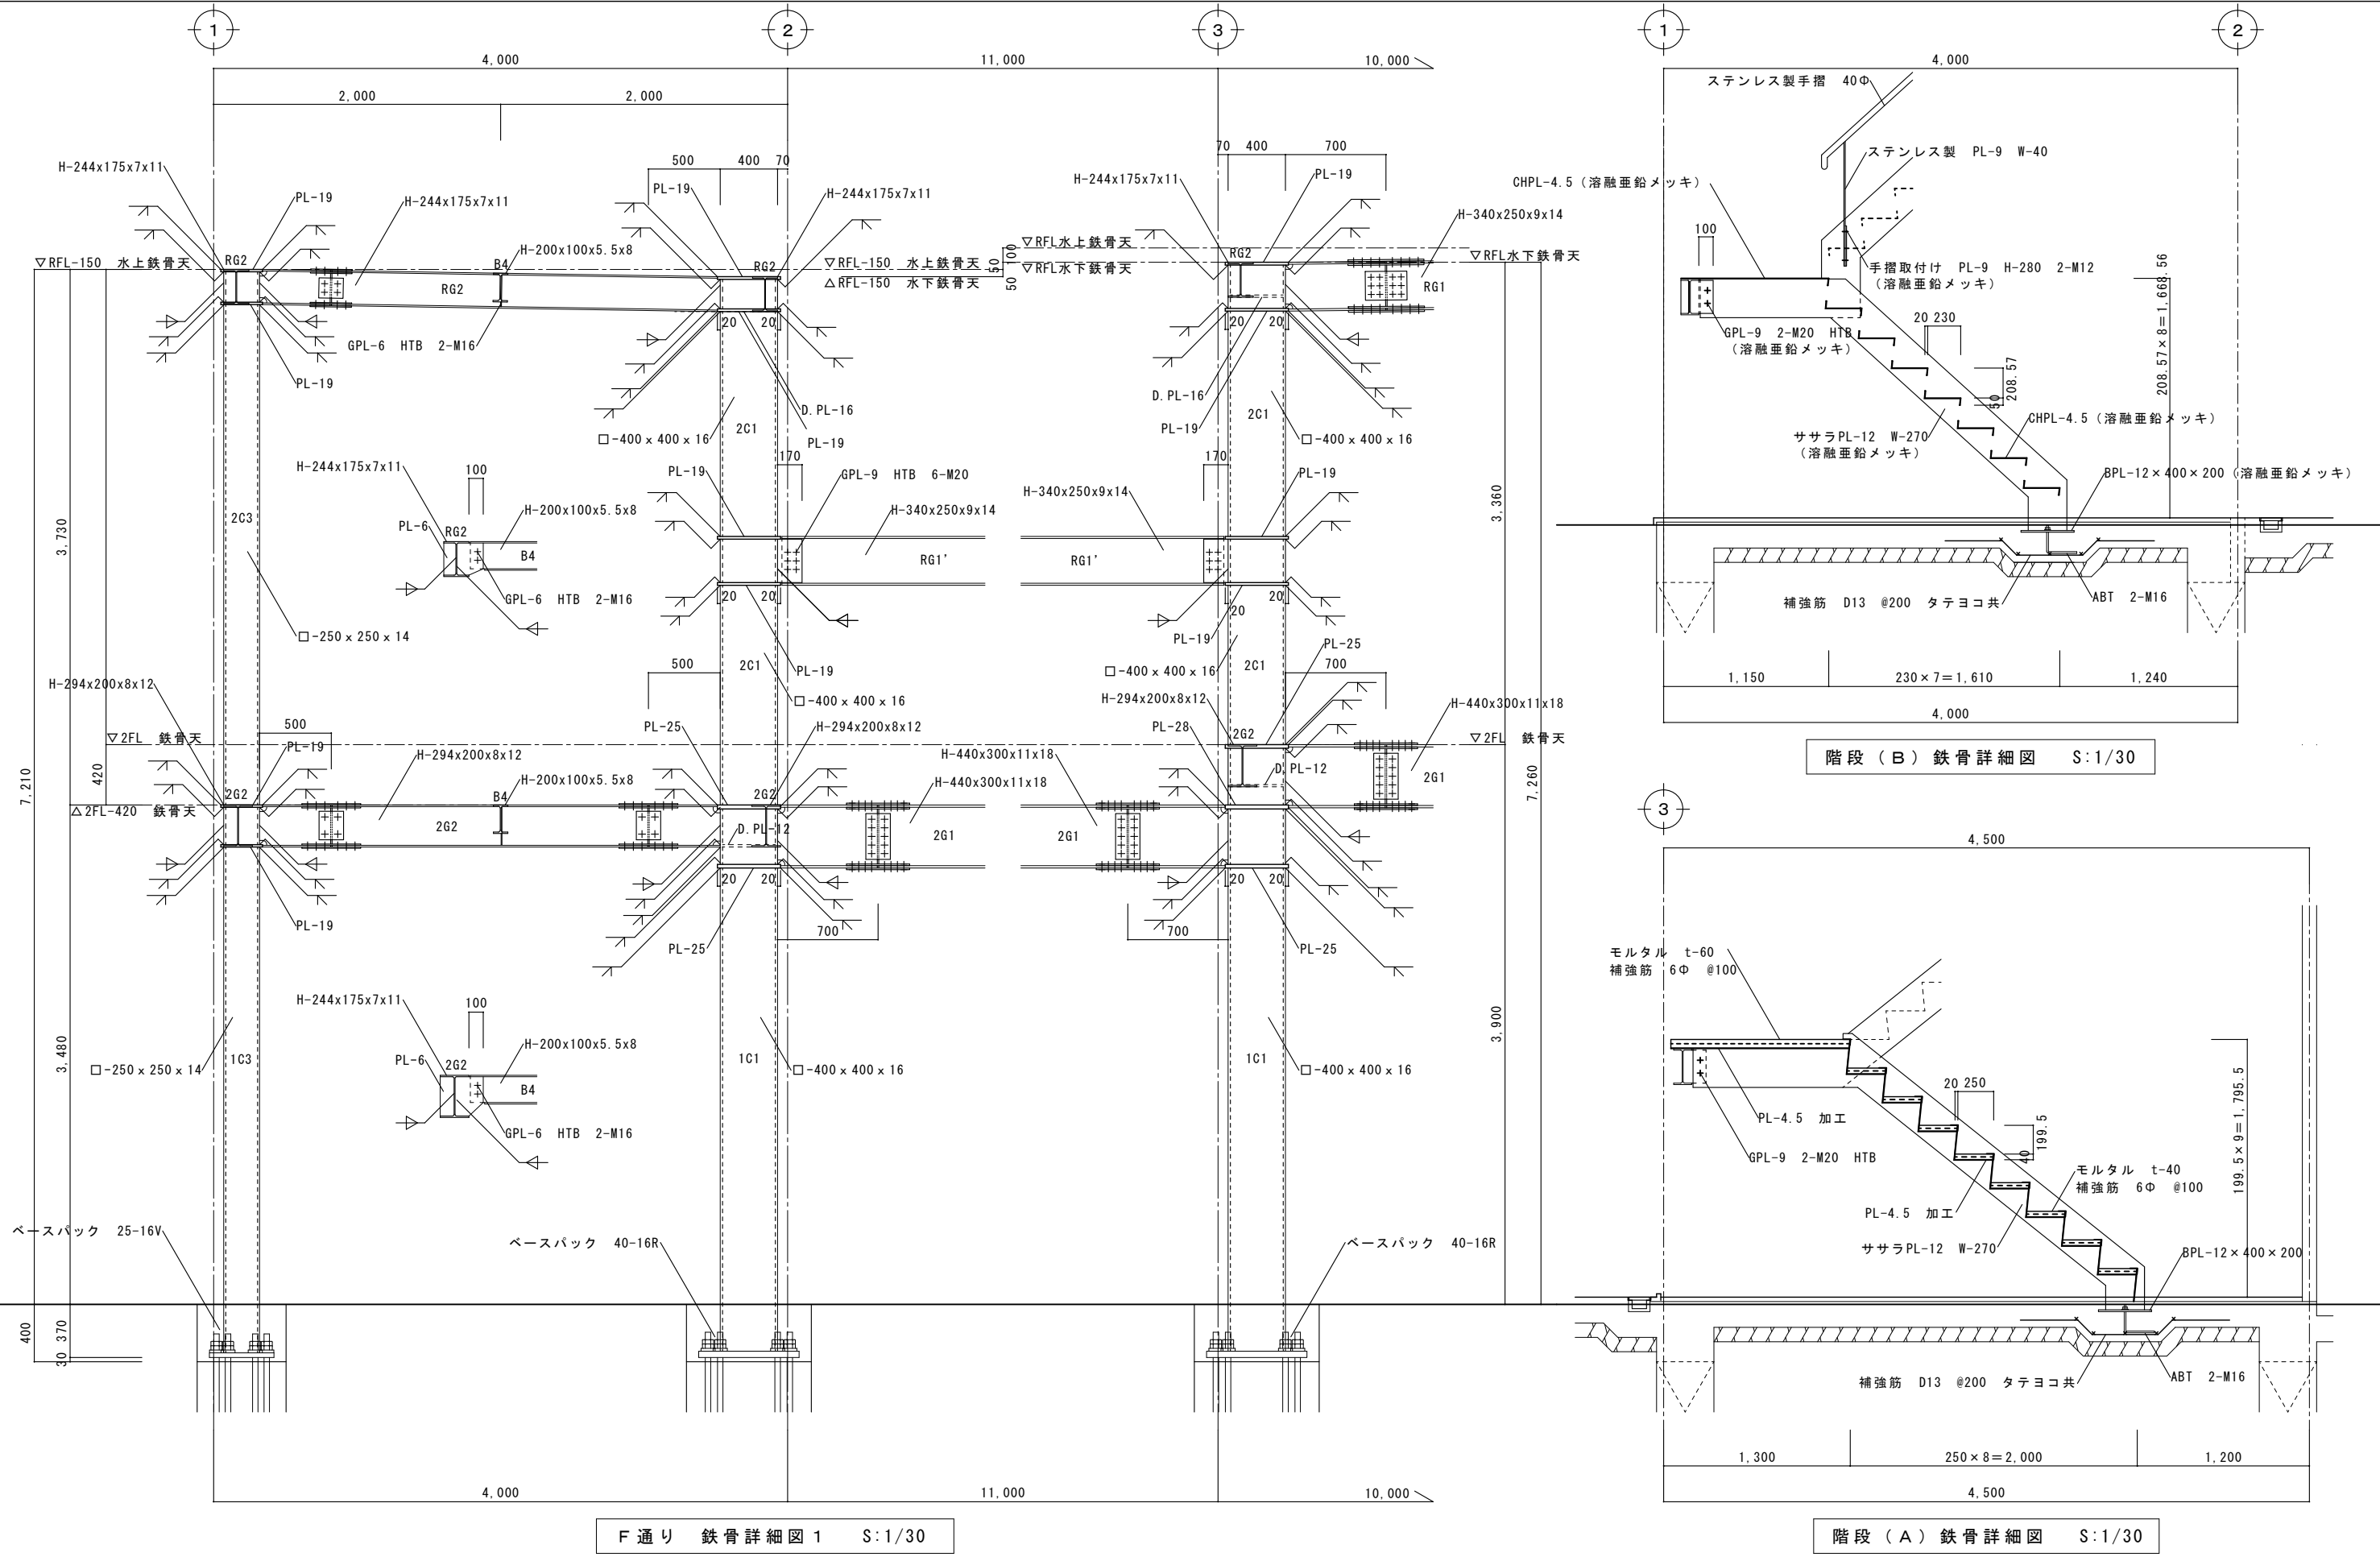 1
2
3
4,000
11,000
10,000
2,000
2,000
500
400
70
70
400
700
H-244x175x7x11
PL-19
H-244x175x7x11
PL-19
H-244x175x7x11
H-244x175x7x11
PL-19
H-340x250x9x14
▽RFL-150 水上鉄骨天
RG2
B4
H-200x100x5.5x8
RG2
RG2
▽RFL-150 水上鉄骨天
△RFL-150 水下鉄骨天
50
50
100
▽RFL水上鉄骨天
▽RFL水下鉄骨天
RG2
▽RFL水下鉄骨天
RG1
GPL-6 HTB 2-M16
PL-19
20
20
20
20
D.PL-16
PL-19
D.PL-16
PL-19
2C1
□-400 x 400 x 16
2C1
□-400 x 400 x 16
H-244x175x7x11
100
H-200x100x5.5x8
PL-6
RG2
B4
GPL-6 HTB 2-M16
2C3
□-250 x 250 x 14
PL-19
170
GPL-9 HTB 6-M20
H-340x250x9x14
RG1'
H-340x250x9x14
170
PL-19
RG1'
20
20
20
20
PL-19
PL-19
3,730
3,360
2C1
□-400 x 400 x 16
□-400 x 400 x 16
2C1
PL-25
500
700
H-294x200x8x12
▽2FL 鉄骨天
500
PL-19
H-294x200x8x12
H-200x100x5.5x8
PL-25
H-294x200x8x12
H-440x300x11x18
H-440x300x11x18
H-294x200x8x12
PL-28
2G2
D.PL-12
H-440x300x11x18
▽2FL 鉄骨天
2G1
7,210
420
△2FL-420 鉄骨天
2G2
B4
2G2
2G2
D.PL-12
2G1
2G1
7,260
PL-19
20
20
20
20
PL-25
700
700
PL-25
H-244x175x7x11
100
H-200x100x5.5x8
PL-6
2G2
B4
GPL-6 HTB 2-M16
3,480
□-250 x 250 x 14
1C3
1C1
□-400 x 400 x 16
1C1
□-400 x 400 x 16
3,900
ベースパック 25-16V
ベースパック 40-16R
ベースパック 40-16R
400
370
30
4,000
11,000
10,000
F通り 鉄骨詳細図1 S:1/30
1
2
4,000
ステンレス製手摺 40Φ
ステンレス製 PL-9 W-40
CHPL-4.5(溶融亜鉛メッキ)
100
手摺取付け PL-9 H-280 2-M12
(溶融亜鉛メッキ)
GPL-9 2-M20 HTB
(溶融亜鉛メッキ)
20
230
50
208.57
208.57×8=1,668.56
CHPL-4.5(溶融亜鉛メッキ)
ササラPL-12 W-270
(溶融亜鉛メッキ)
BPL-12×400×200(溶融亜鉛メッキ)
補強筋 D13 @200 タテヨコ共
ABT 2-M16
1,150
230×7=1,610
1,240
4,000
階段(B)鉄骨詳細図 S:1/30
3
4,500
モルタル t-60
補強筋 6Φ @100
20
250
40
199.5
199.5×9=1,795.5
PL-4.5 加工
GPL-9 2-M20 HTB
モルタル t-40
補強筋 6Φ @100
PL-4.5 加工
ササラPL-12 W-270
BPL-12×400×200
補強筋 D13 @200 タテヨコ共
ABT 2-M16
1,300
250×8=2,000
1,200
4,500
階段(A)鉄骨詳細図 S:1/30